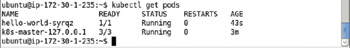 ubuntu@ip-172-30-1-235:~$ kubectl get pods
NAME READY STATUS RESTARTS AGE
hello-world-syrqz 1/1 Running 0 43s
k8s-master-127.0.0.1 3/3 Running 0 3m
ubuntu@ip-172-30-1-235:~$